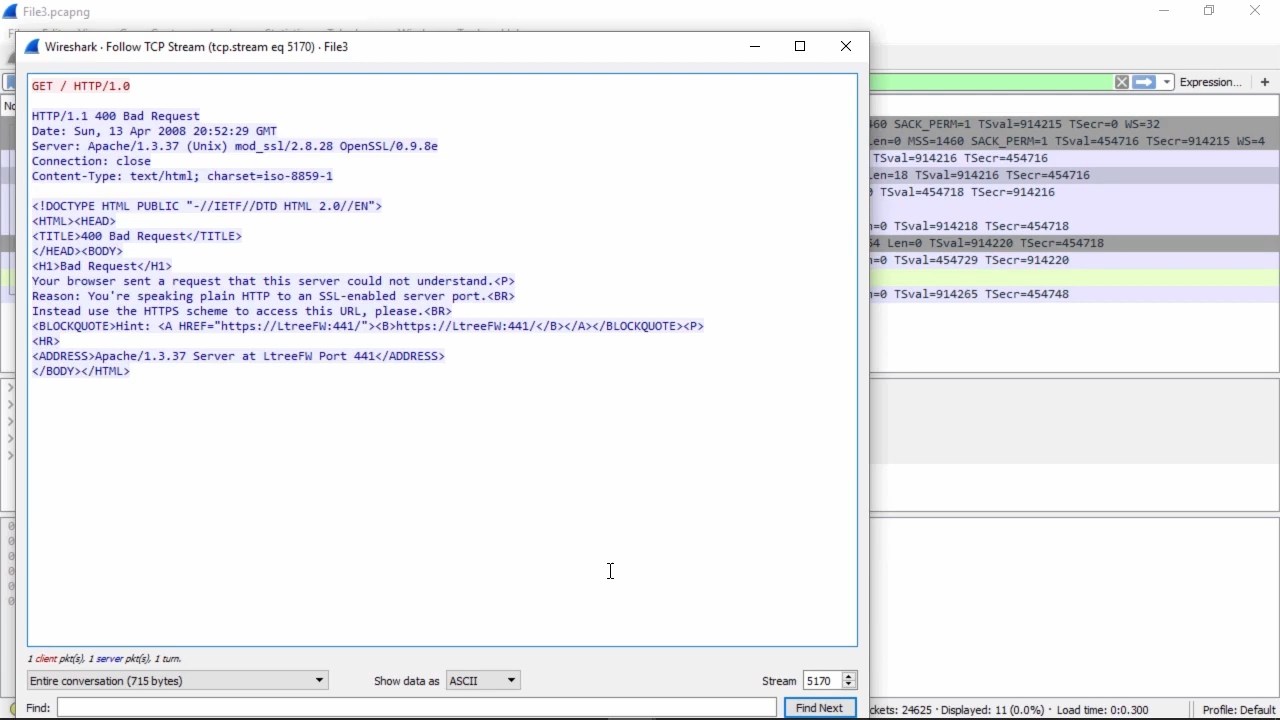 File3.pcapng
Wireshark · Follow TCP Stream (tcp.stream eq 5170) · File3
GET / HTTP/1.0
HTTP/1.1 400 Bad Request
Date: Sun, 13 Apr 2008 20:52:29 GMT
Server: Apache/1.3.37 (Unix) mod_ssl/2.8.28 OpenSSL/0.9.8e
Connection: close
Content-Type: text/html; charset=iso-8859-1
<!DOCTYPE HTML PUBLIC "-//IETF//DTD HTML 2.0//EN">
<HTML><HEAD>
<TITLE>400 Bad Request</TITLE>
</HEAD><BODY>
<H1>Bad Request</H1>
Your browser sent a request that this server could not understand.<P>
Reason: You're speaking plain HTTP to an SSL-enabled server port.<BR>
Instead use the HTTPS scheme to access this URL, please.<BR>
<BLOCKQUOTE>Hint: <A HREF="https://LtreeFW:441/"><B>https://LtreeFW:441/</B></A></BLOCKQUOTE><P>
<HR>
<ADDRESS>Apache/1.3.37 Server at LtreeFW Port 441</ADDRESS>
</BODY></HTML>
1 client pkt(s), 1 server pkt(s), 1 turn.
Entire conversation (715 bytes)
Show data as ASCII
Stream 5170
Find:
Find Next
Expression... +
No
460 SACK_PERM=1 TSval=914215 TSecr=0 WS=32
Len=0 MSS=1460 SACK_PERM=1 TSval=454716 TSecr=914215 WS=4
TSval=914216 TSecr=454716
Len=18 TSval=914216 TSecr=454716
TSval=454718 TSecr=914216
=0 TSval=914218 TSecr=454718
64 Len=0 TSval=914220 TSecr=454718
=0 TSval=454729 TSecr=914220
=0 TSval=914265 TSecr=454748
ckets: 24625 · Displayed: 11 (0.0%) · Load time: 0:0.300
Profile: Default